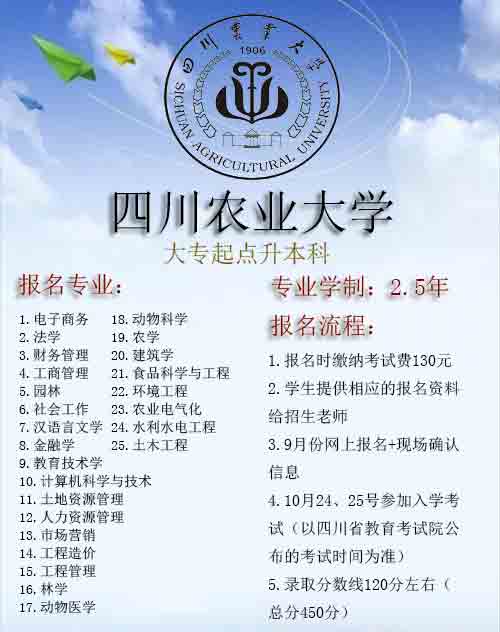 四川农业大学
1906
SICHUAN AGRICULTURAL UNIVERSITY
四川农业大学
大专起点升本科
报名专业：
1.电子商务
2.法学
3.财务管理
4.工商管理
5.园林
6.社会工作
7.汉语言文学
8.金融学
9.教育技术学
10.计算机科学与技术
11.土地资源管理
12.人力资源管理
13.市场营销
14.工程造价
15.工程管理
16.林学
17.动物医学
18.动物科学
19.农学
20.建筑学
21.食品科学与工程
22.环境工程
23.农业电气化
24.水利水电工程
25.土木工程
专业学制：2.5年
报名流程：
1.报名时缴纳考试费130元
2.学生提供相应的报名资料
给招生老师
3.9月份网上报名+现场确认
信息
4.10月24、25号参加入学考
试（以四川省教育考试院公
布的考试时间为准）
5.录取分数线120分左右（
总分450分）